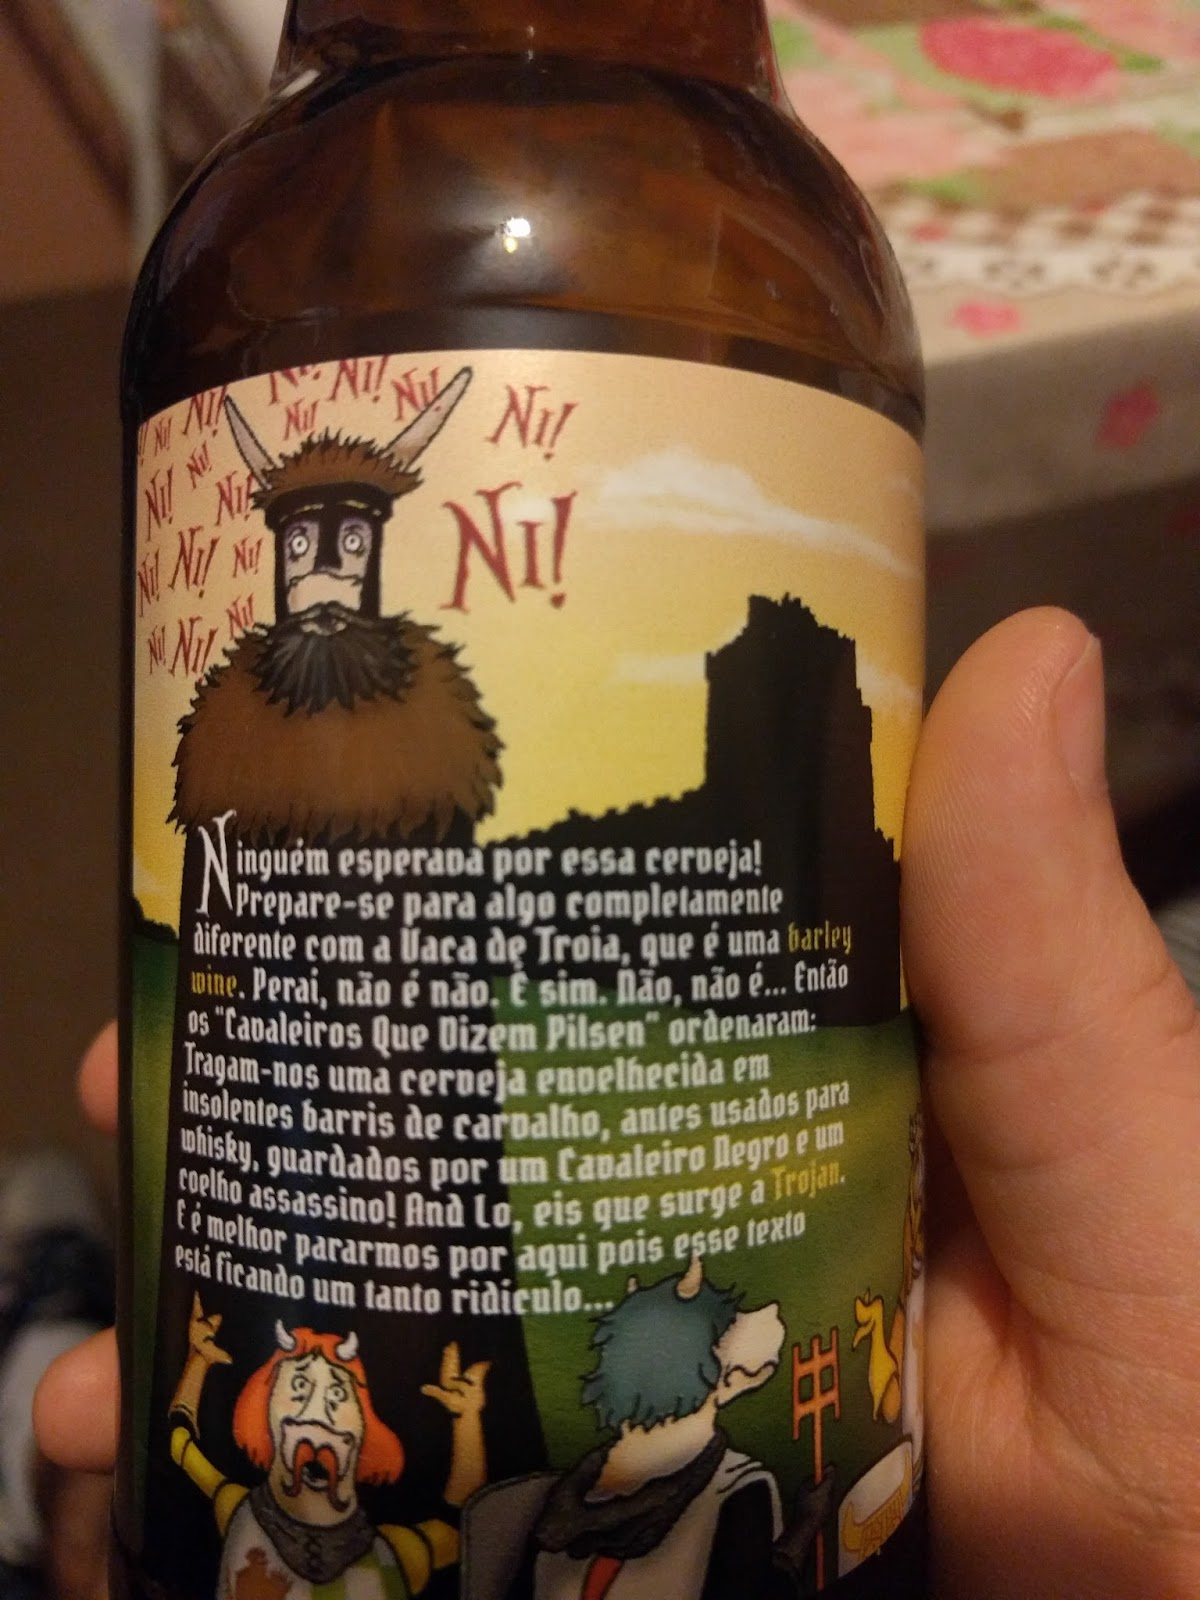 Ni! Ni! Ni!
Ni! Ni! Ni! Ni!
Ni! Ni!
Ni! Ni! Ni!
Ni! Ni! Ni!
Ni! Ni!
Ni!
Ninguém esperava por essa cerveja!
Prepare-se para algo completamente
diferente com a Vaca de Troia, que é uma barley
wine. Perai, não é não. É sim. Não, não é... Então
os "Cavaleiros Que Dizem Pilsen" ordenaram:
Tragam-nos uma cerveja envelhecida em
insolentes barris de carvalho, antes usados para
whisky, guardados por um Cavaleiro Negro e um
coelho assassino! And Lo, eis que surge a Trojan.
E é melhor pararmos por aqui pois esse texto
está ficando um tanto ridículo...